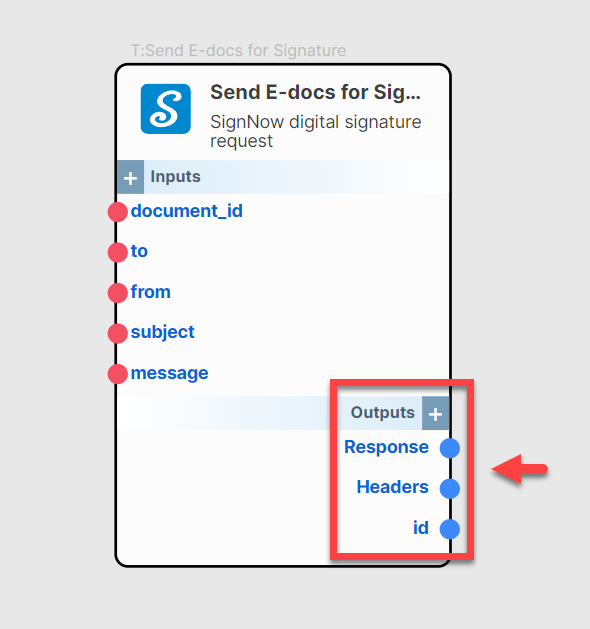 T:Send E-docs for Signature
Send E-docs for Sig...
SignNow digital signature
request
+ Inputs
document_id
to
from
subject
message
Outputs +
Response
Headers
id